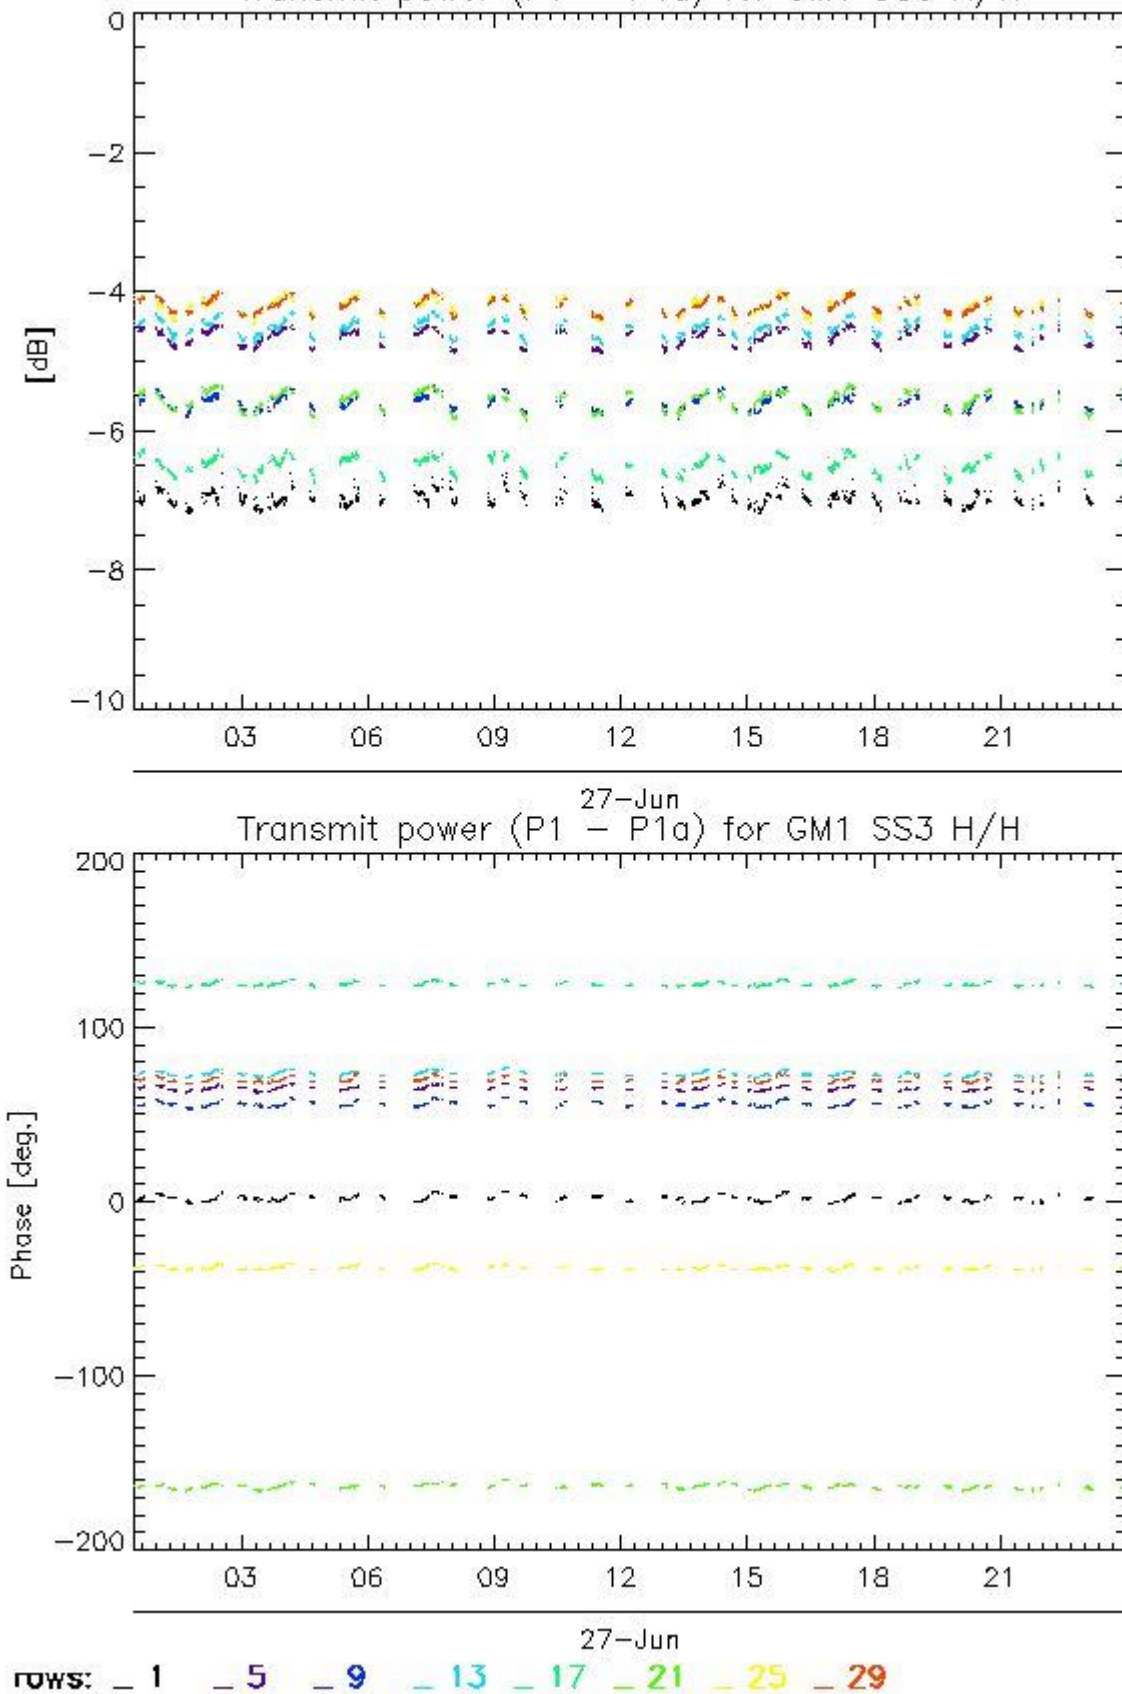 0
-2
-4
[dB]
-6
-8
-10
03 06 09 12 15 18 21
27-Jun
Transmit power (P1 - P1a) for GM1 SS3 H/H
200
100
Phase [deg.]
0
-100
-200
03 06 09 12 15 18 21
27-Jun
rows: _ 1 _ 5 _ 9 _ 13 _ 17 _ 21 _ 25 _ 29